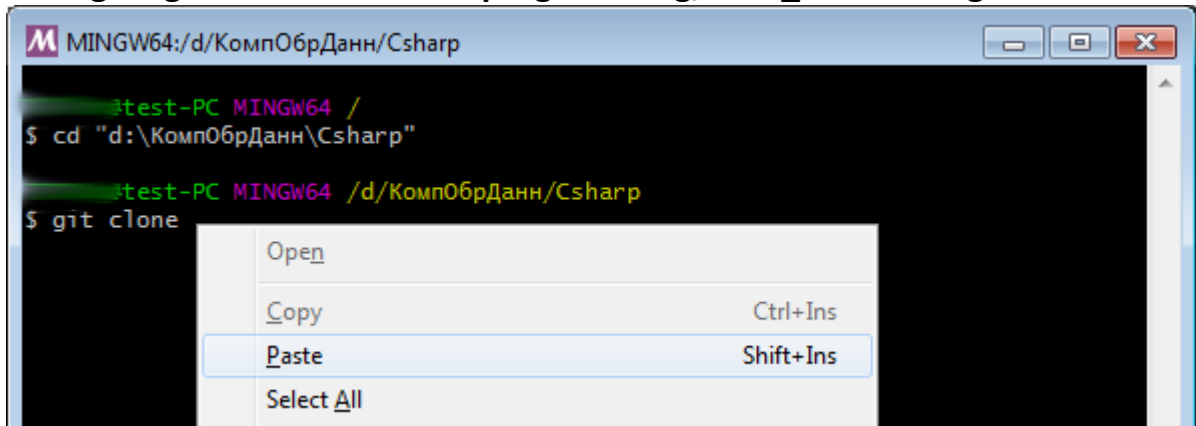 MINGW64:/d/КомпОбрДанн/Csharp
test-PC MINGW64 /
$ cd "d:\КомпОбрДанн\Csharp"
test-PC MINGW64 /d/КомпОбрДанн/Csharp
$ git clone
Open
Copy Ctrl+Ins
Paste Shift+Ins
Select All